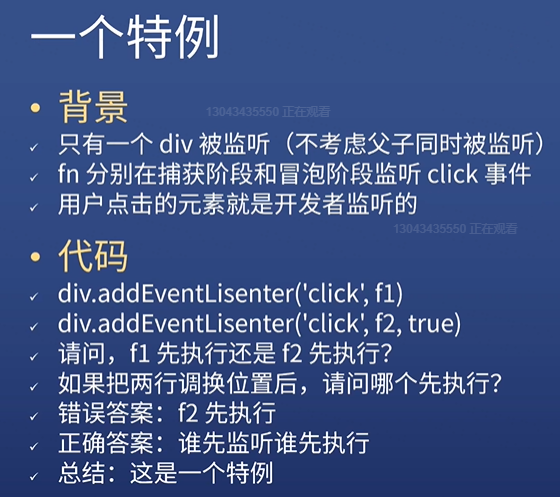 一个特例
• 背景
13043435550 正在观看
✓ 只有一个 div 被监听（不考虑父子同时被监听）
✓ fn 分别在捕获阶段和冒泡阶段监听 click 事件
✓ 用户点击的元素就是开发者监听的
13043435550 正在观看
• 代码
✓ div.addEventLisenter('click', f1)
✓ div.addEventLisenter('click', f2, true)
✓ 请问，f1 先执行还是 f2 先执行？
✓ 如果把两行调换位置后，请问哪个先执行？
✓ 错误答案：f2 先执行
✓ 正确答案：谁先监听谁先执行
✓ 总结：这是一个特例